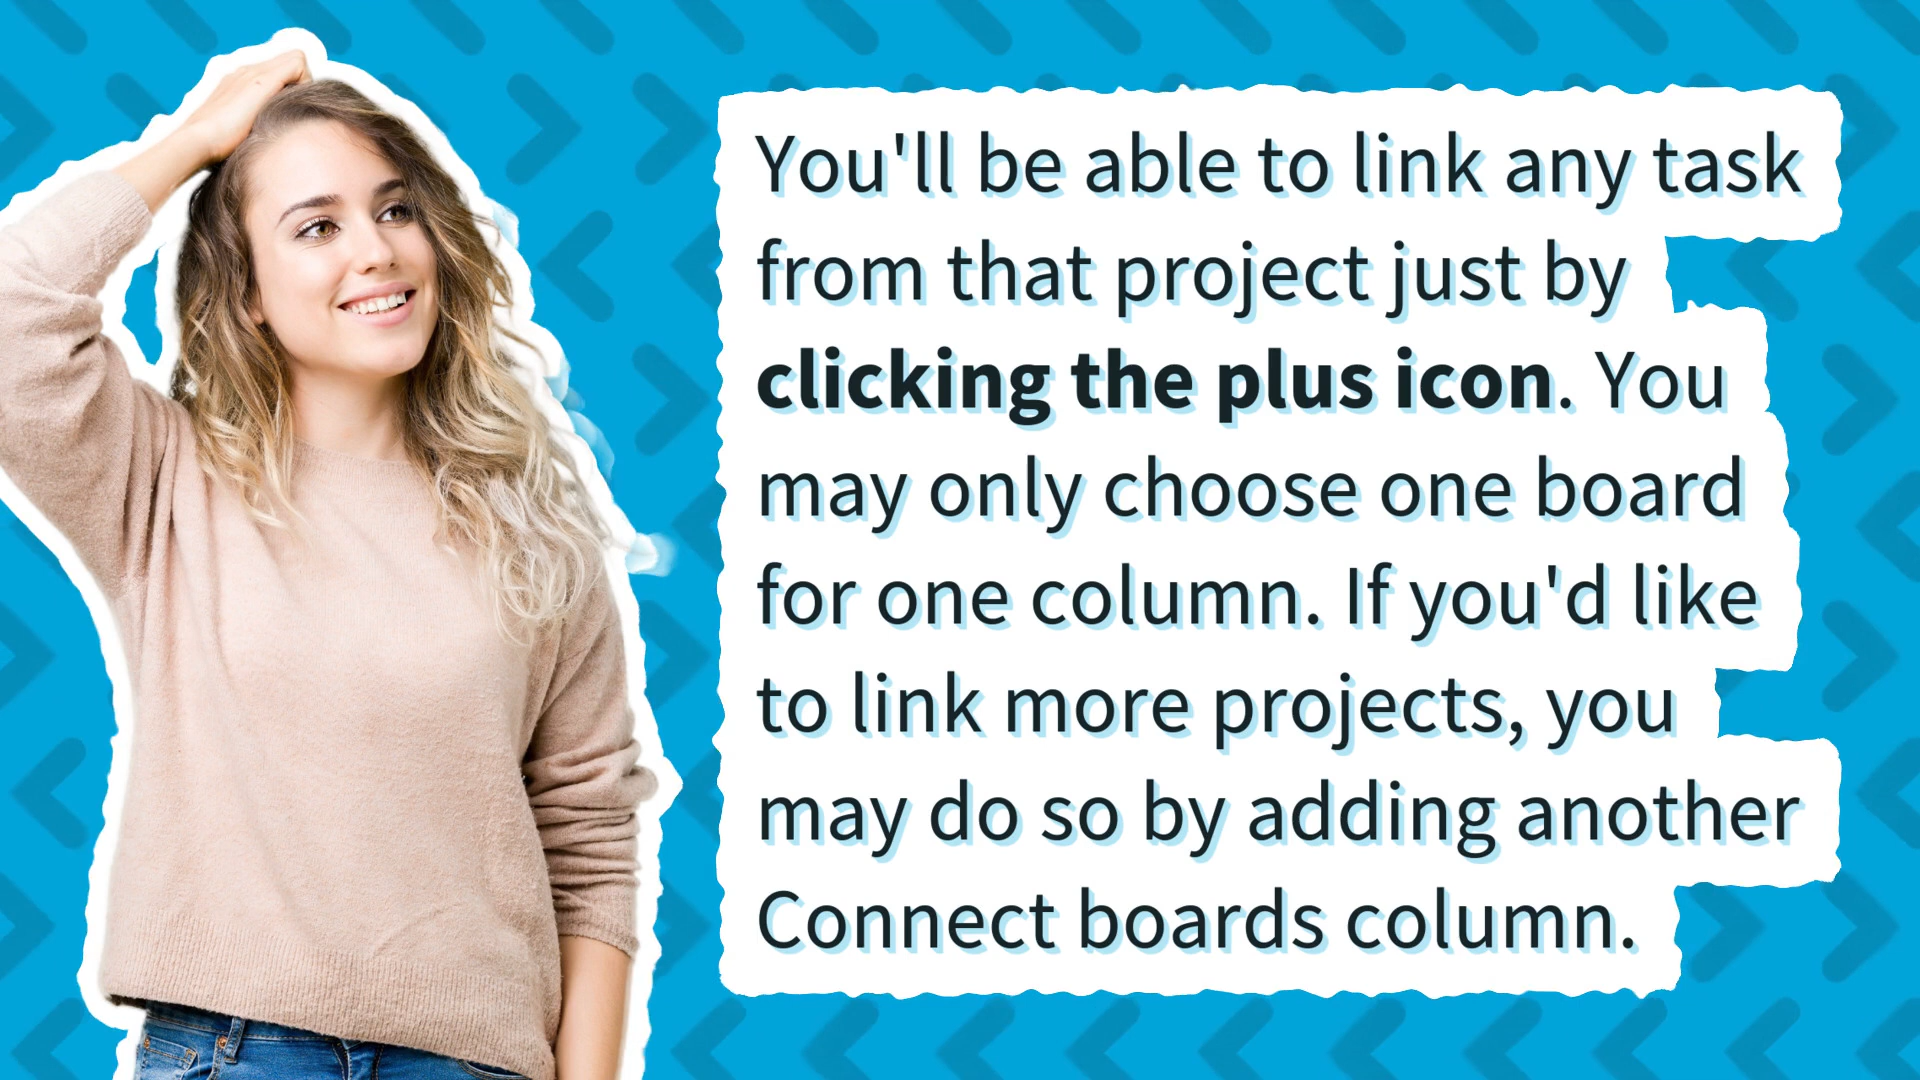 You'll be able to link any task
from that project just by
clicking the plus icon. You
may only choose one board
for one column. If you'd like
to link more projects, you
may do so by adding another
Connect boards column.